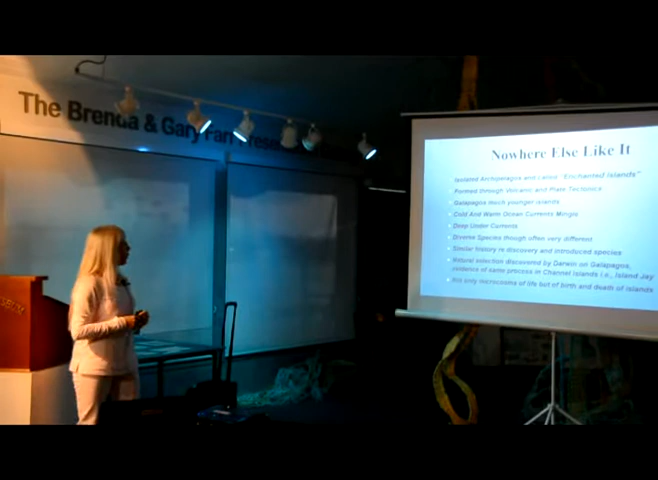 The Brenda & Gary Farr Presen
Nowhere Else Like It
Isolated Archipelagos and called "Enchanted Islands"
Formed through Volcanic and Plate Tectonics
Galapagos much younger islands
Cold And Warm Ocean Currents Mingle
Deep Under Currents
Diverse Species though often very different
Similar history re discovery and introduced species
Natural selection discovered by Darwin on Galapagos,
evidence of same process in Channel Islands i.e., Island Jay
Not only microcosms of life but of birth and death of islands